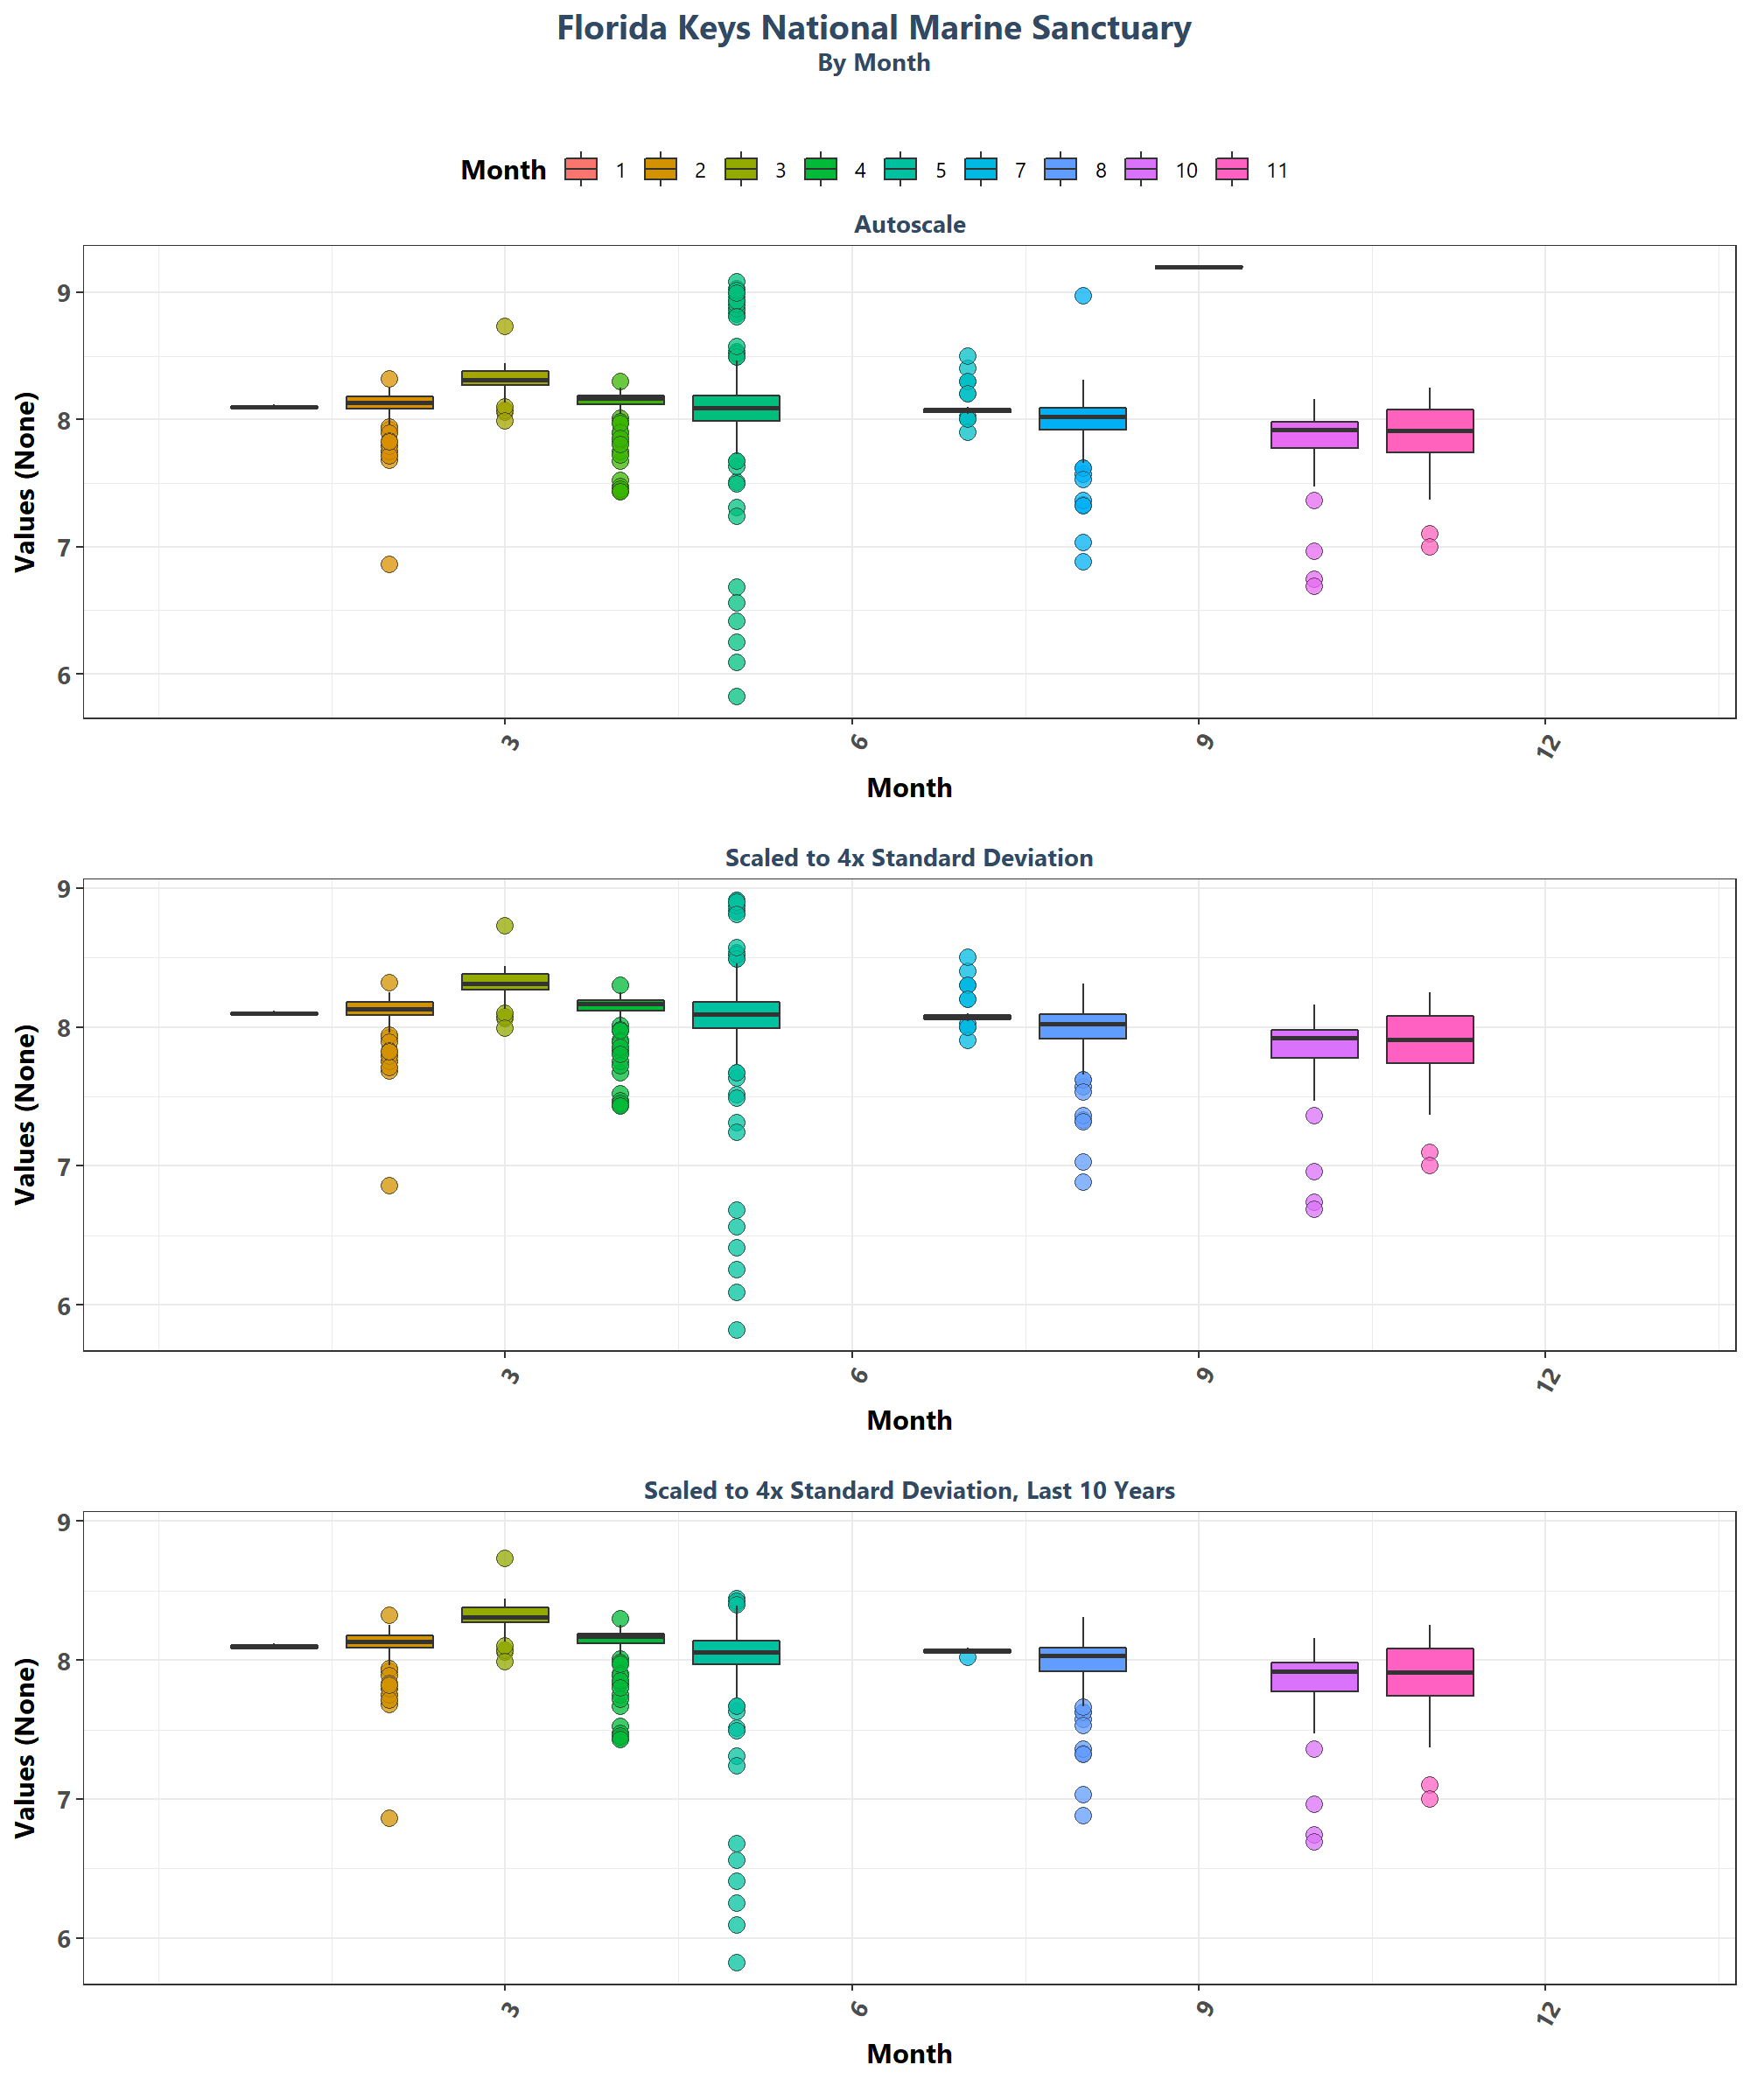 Florida Keys National Marine Sanctuary
By Month
Month 1 2 3 4 5 7 8 10 11
Autoscale
Values (None)
9
8
7
6
3 6 9 12
Month
Scaled to 4x Standard Deviation
Values (None)
9
8
7
6
3 6 9 12
Month
Scaled to 4x Standard Deviation, Last 10 Years
Values (None)
9
8
7
6
3 6 9 12
Month